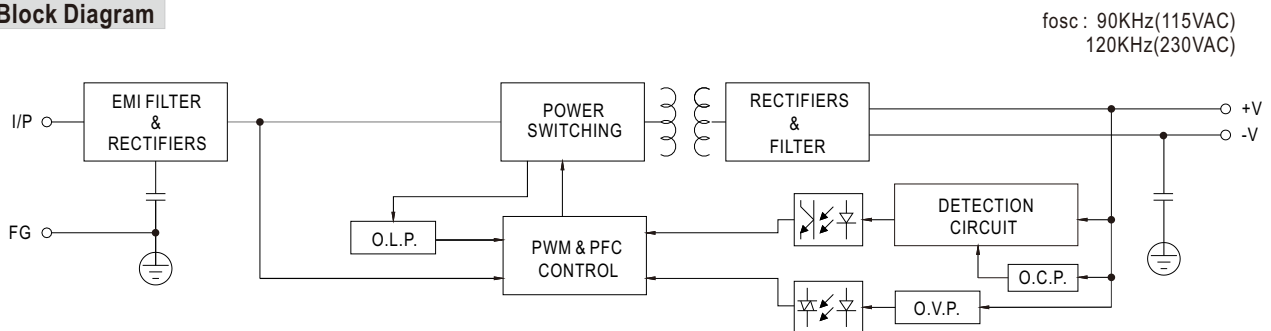 Block Diagram
fosc : 90KHz(115VAC)
120KHz(230VAC)
I/P
EMI FILTER
&
RECTIFIERS
POWER
SWITCHING
RECTIFIERS
&
FILTER
+V
-V
FG
O.L.P.
PWM & PFC
CONTROL
DETECTION
CIRCUIT
O.C.P.
O.V.P.